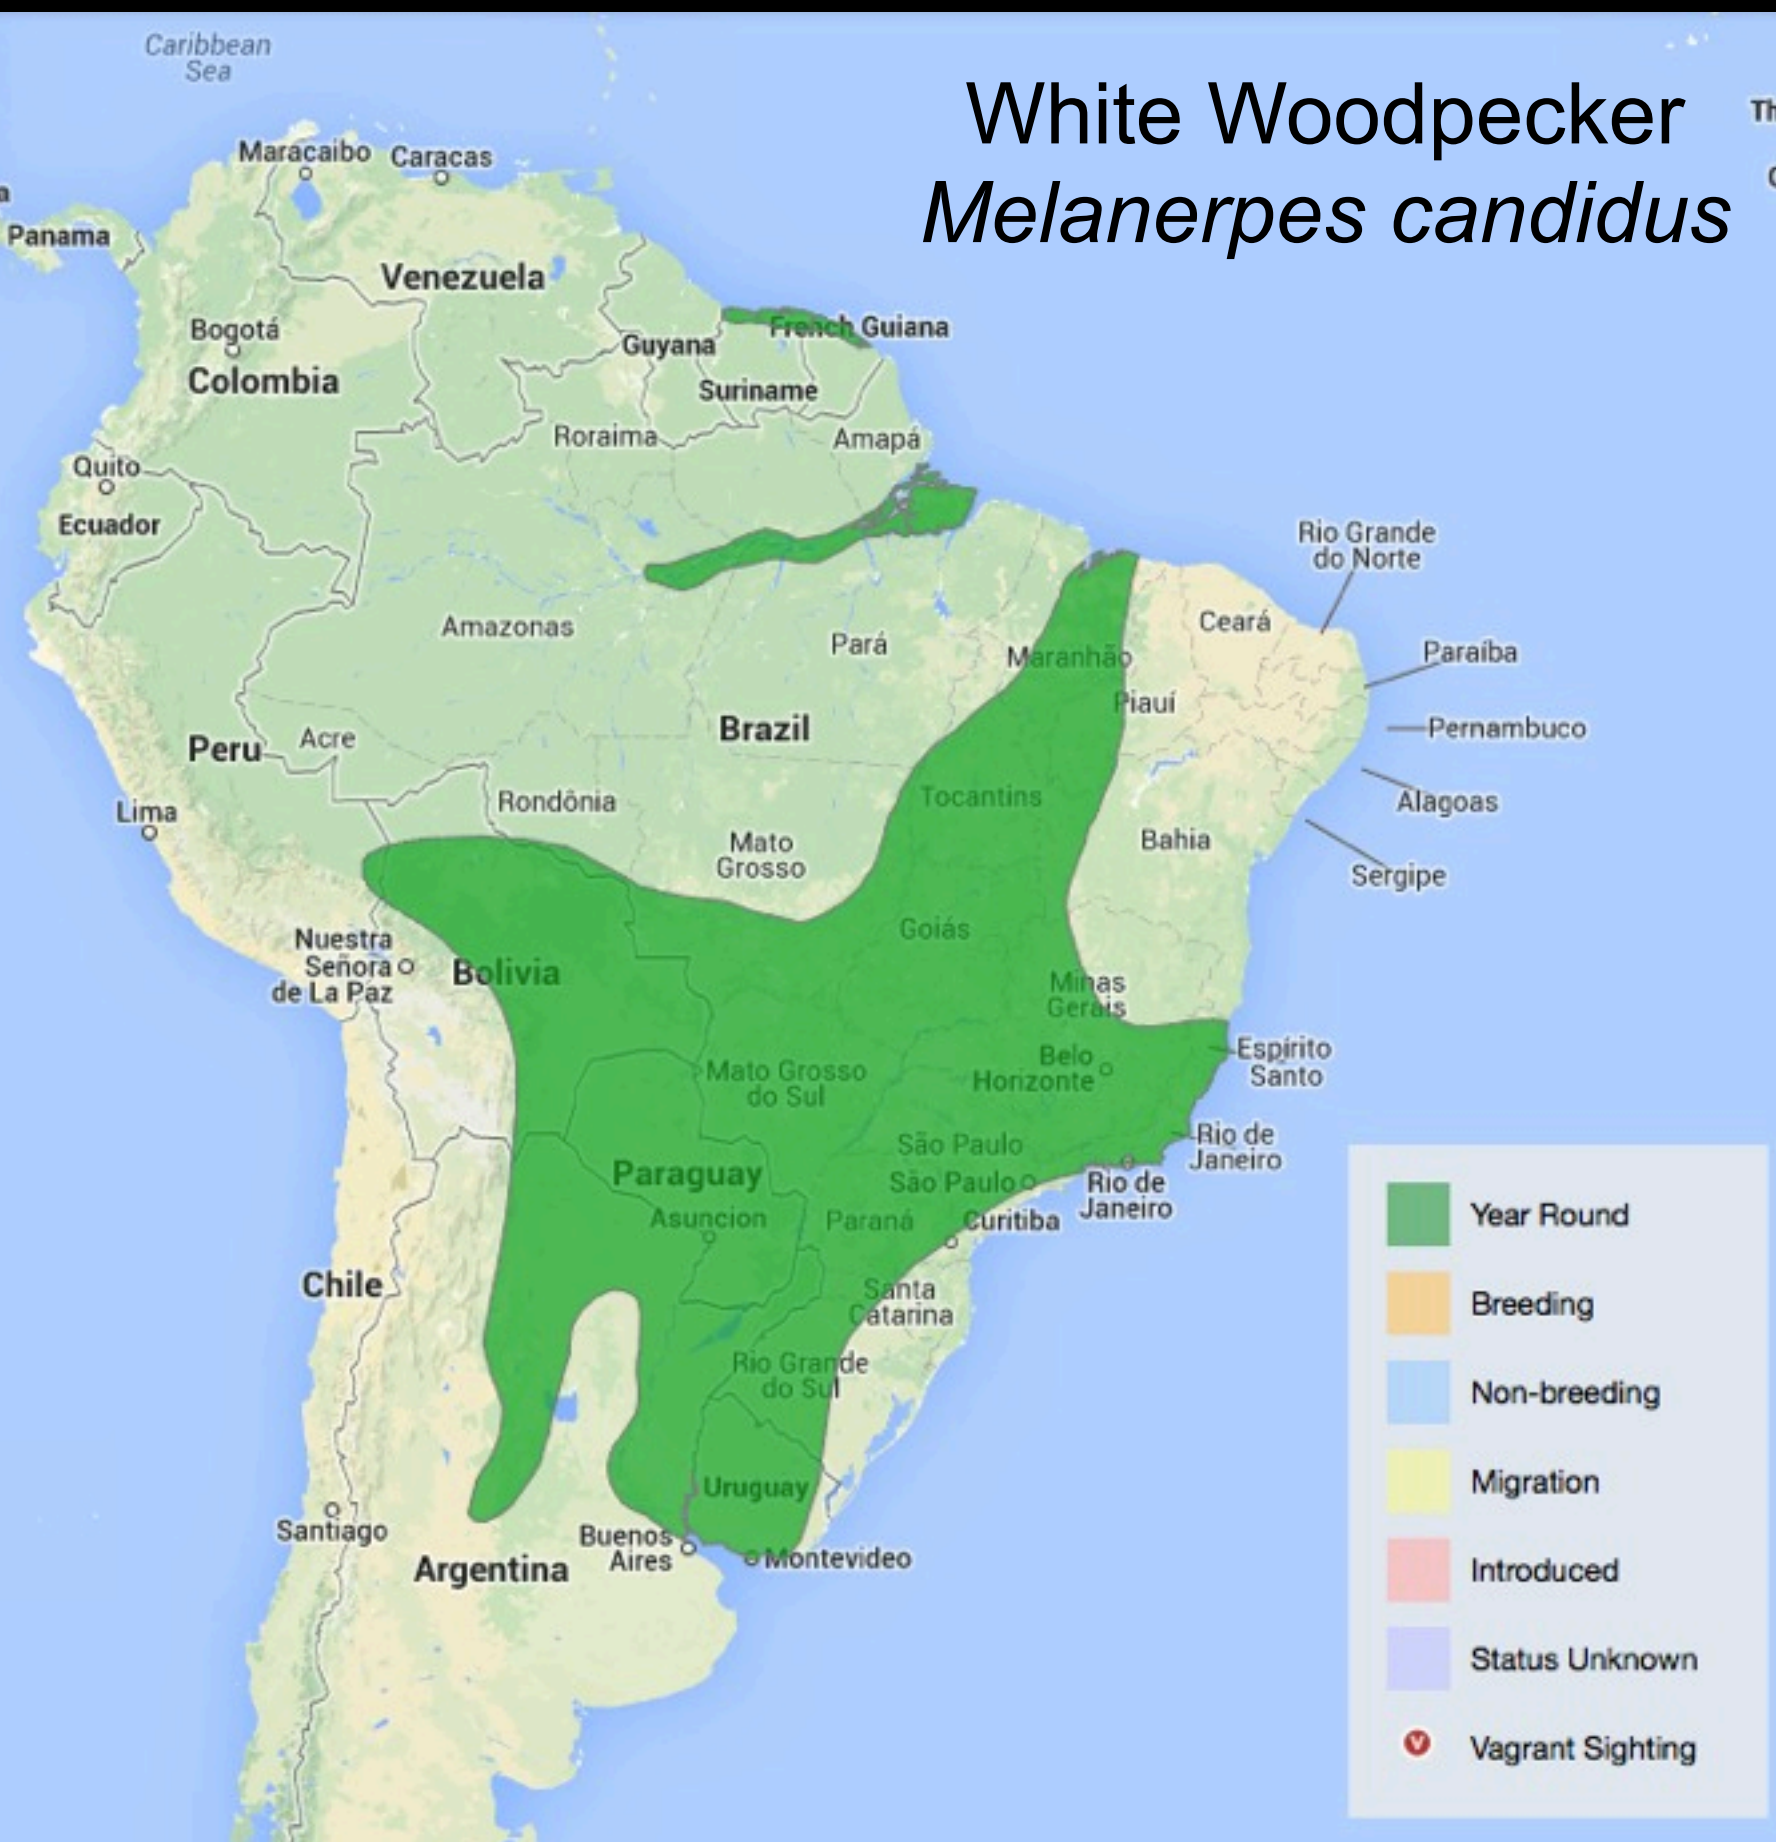 Caribbean
Sea
White Woodpecker
Melanerpes candidus
Th
Maracaibo
Caracas
Panama
Venezuela
Bogotá
Colombia
French Guiana
Guyana
Suriname
Roraima
Amapá
Quito
Ecuador
Rio Grande
do Norte
Amazonas
Pará
Ceará
Maranhão
Paraíba
Piauí
Brazil
Pernambuco
Peru
Acre
Lima
Rondônia
Tocantins
Alagoas
Mato
Grosso
Bahia
Sergipe
Goiás
Nuestra
Señora
de La Paz
Bolivia
Minas
Gerais
Belo
Horizonte
Espírito
Santo
Mato Grosso
do Sul
São Paulo
São Paulo
Rio de
Janeiro
Rio de
Janeiro
Paraguay
Asuncion
Paraná
Curitiba
Chile
Santa
Catarina
Rio Grande
do Sul
Uruguay
Santiago
Buenos
Aires
Montevideo
Argentina
Year Round
Breeding
Non-breeding
Migration
Introduced
Status Unknown
V
Vagrant Sighting